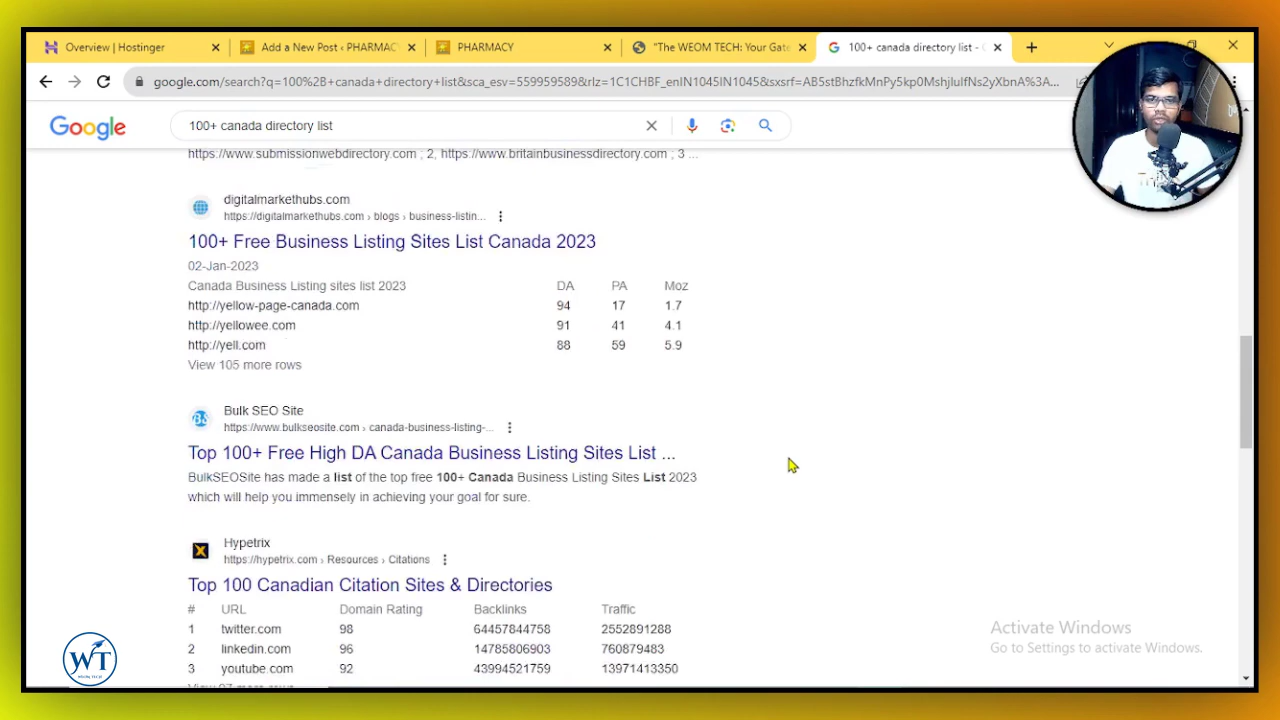 Overview | Hostinger
Add a New Post ‹ PHARMACY
PHARMACY
"The WEOM TECH: Your Gate
100+ canada directory list - G
google.com/search?q=100%2B+canada+directory+list&sca_esv=559959589&rlz=1C1CHBF_enIN1045IN1045&sxsrf=AB5stBhzfkMnPy5kp0MshjIuIfNs2yXbnA%3A...
Google
100+ canada directory list
https://www.submissionwebdirectory.com ; 2, https://www.britainbusinessdirectory.com ; 3 ...
digitalmarkethubs.com
https://digitalmarkethubs.com › blogs › business-listin...
100+ Free Business Listing Sites List Canada 2023
02-Jan-2023
Canada Business Listing sites list 2023 DA PA Moz
http://yellow-page-canada.com 94 17 1.7
http://yellowee.com 91 41 4.1
http://yell.com 88 59 5.9
View 105 more rows
BS
Bulk SEO Site
https://www.bulkseosite.com › canada-business-listing-...
Top 100+ Free High DA Canada Business Listing Sites List ...
BulkSEOSite has made a list of the top free 100+ Canada Business Listing Sites List 2023
which will help you immensely in achieving your goal for sure.
Hypetrix
https://hypetrix.com › Resources › Citations
Top 100 Canadian Citation Sites & Directories
# URL Domain Rating Backlinks Traffic
1 twitter.com 98 64457844758 2552891288
2 linkedin.com 96 14785806903 760879483
3 youtube.com 92 43994521759 13971413350
View 97 more rows
Activate Windows
Go to Settings to activate Windows.
WT